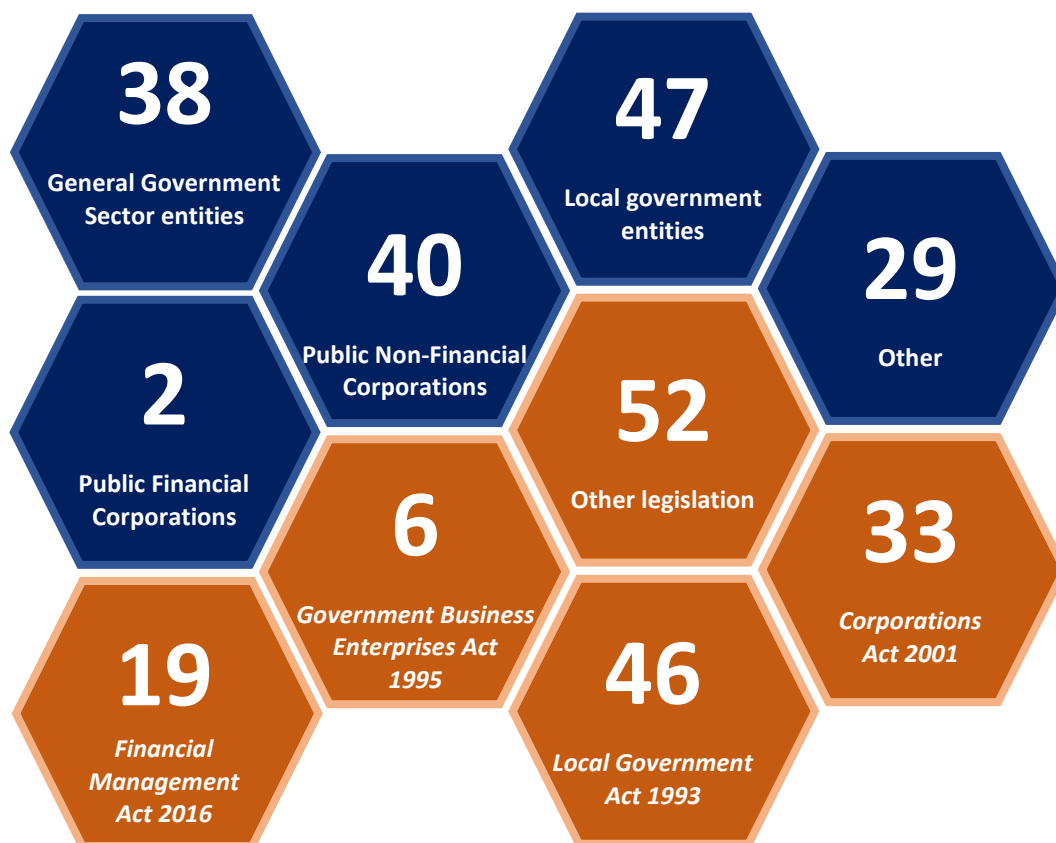 38
General Government
Sector entities
47
Local government
entities
40
Public Non-Financial
Corporations
29
Other
2
Public Financial
Corporations
52
Other legislation
6
Government Business
Enterprises Act
1995
33
Corporations
Act 2001
19
Financial
Management
Act 2016
46
Local Government
Act 1993